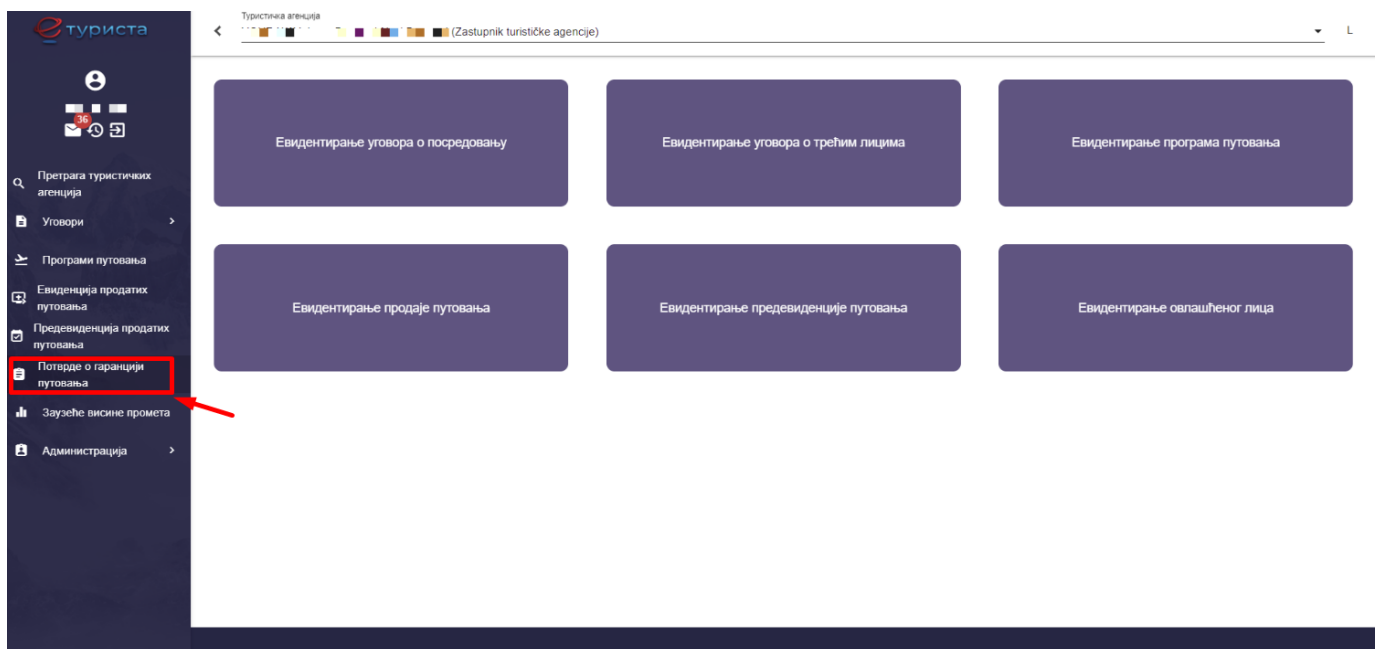 eтуриста
36
Претрага туристичких
агенција
Уговори
Програми путовања
Евиденција продатих
путовања
Предевиденција продатих
путовања
Потврде о гаранцији
путовања
Заузеће висине промета
Администрација
Туристичка агенција
(Zastupnik turističke agencije)
L
Евидентирање уговора о посредовању
Евидентирање уговора о трећим лицима
Евидентирање програма путовања
Евидентирање продаје путовања
Евидентирање предевиденције путовања
Евидентирање овлашћеног лица